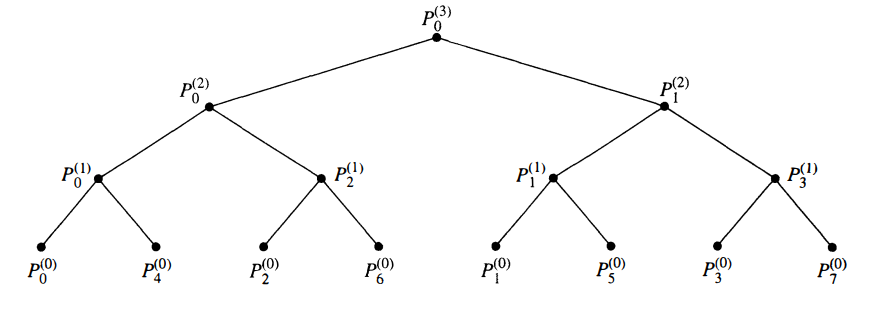 P_0^{(3)}
P_0^{(2)} P_1^{(2)}
P_0^{(1)} P_2^{(1)} P_1^{(1)} P_3^{(1)}
P_0^{(0)} P_4^{(0)} P_2^{(0)} P_6^{(0)} P_1^{(0)} P_5^{(0)} P_3^{(0)} P_7^{(0)}